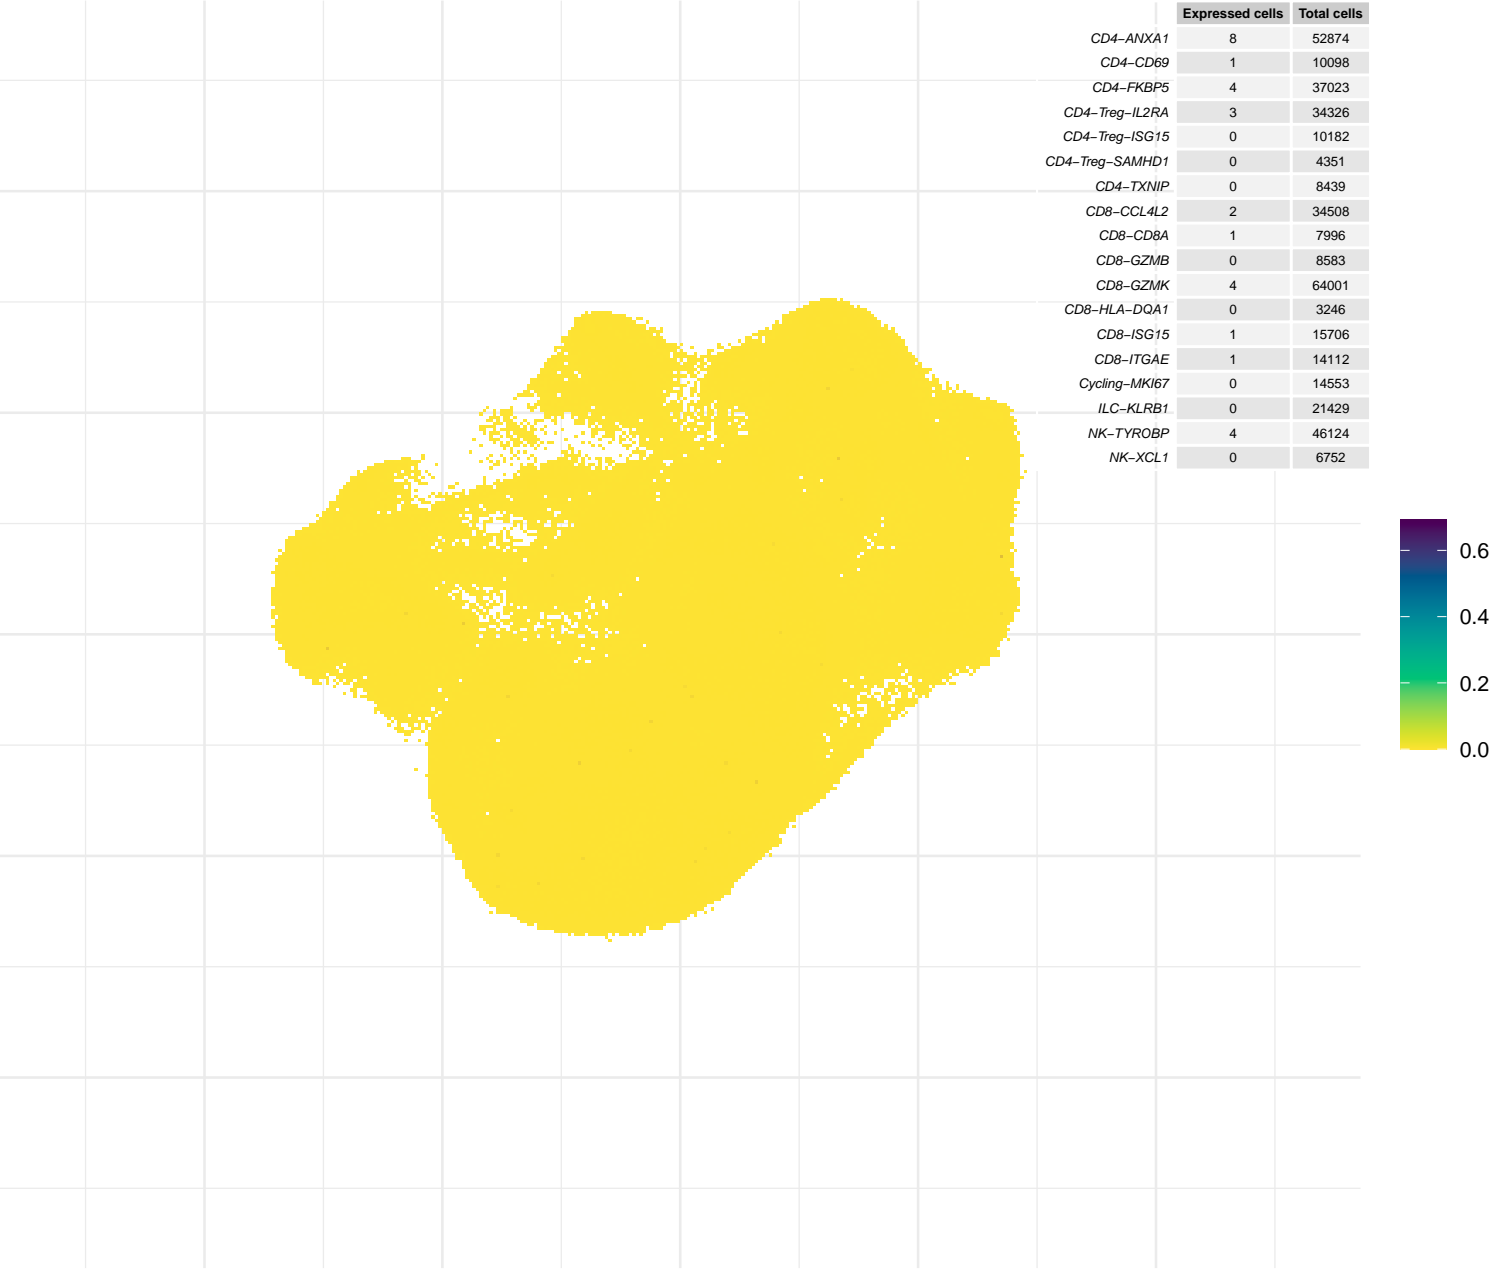 Expressed cells Total cells
CD4−ANXA1 8 52874
CD4−CD69 1 10098
CD4−FKBP5 4 37023
CD4−Treg−IL2RA 3 34326
CD4−Treg−ISG15 0 10182
CD4−Treg−SAMHD1 0 4351
CD4−TXNIP 0 8439
CD8−CCL4L2 2 34508
CD8−CD8A 1 7996
CD8−GZMB 0 8583
CD8−GZMK 4 64001
CD8−HLA−DQA1 0 3246
CD8−ISG15 1 15706
CD8−ITGAE 1 14112
Cycling−MKI67 0 14553
ILC−KLRB1 0 21429
NK−TYROBP 4 46124
NK−XCL1 0 6752
0.6
0.4
0.2
0.0